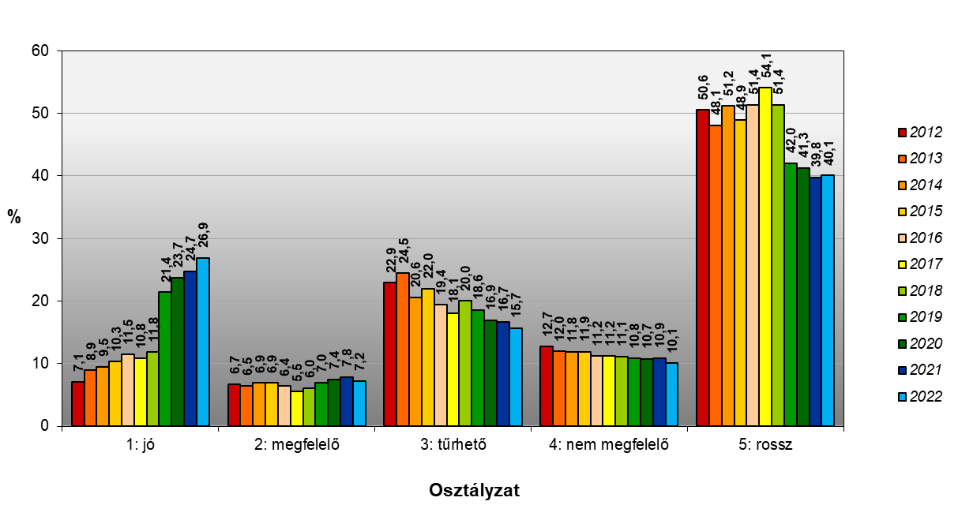 60
50
40
30
20
10
0
%
7,1 8,9 9,5 10,3 11,5 10,8 11,8 21,4 23,7 24,7 26,9
6,7 6,5 6,9 6,9 6,4 5,5 6,0 7,0 7,4 7,8 7,2
22,9 24,5 20,6 22,0 19,4 18,1 20,0 18,6 16,9 16,7 15,7
12,7 12,0 11,8 11,9 11,2 11,2 11,1 10,8 10,7 10,9 10,1
50,6 48,1 51,2 48,9 51,4 54,1 51,4 42,0 41,3 39,8 40,1
1: jó 2: megfelelő 3: tűrhető 4: nem megfelelő 5: rossz
Osztályzat
2012
2013
2014
2015
2016
2017
2018
2019
2020
2021
2022